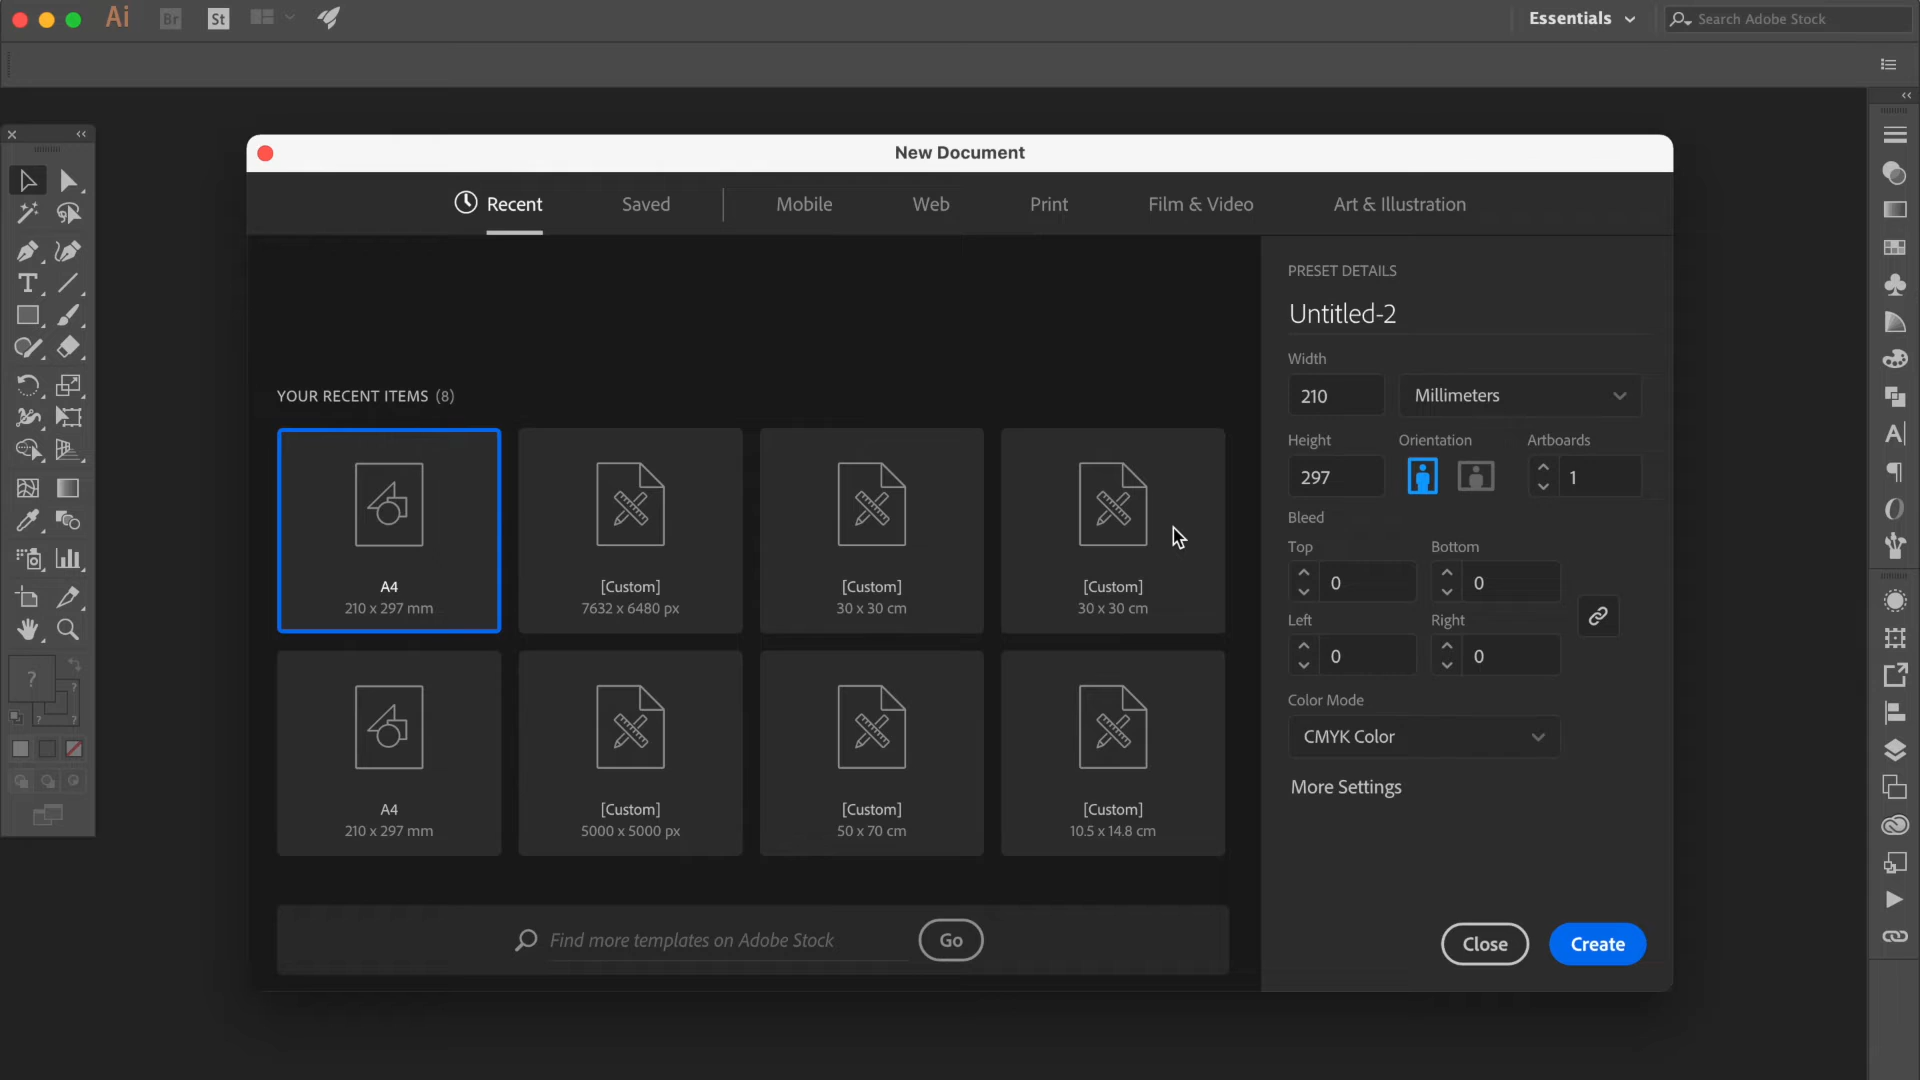 Ai Br St Essentials Search Adobe Stock
New Document
Recent Saved Mobile Web Print Film & Video Art & Illustration
PRESET DETAILS
Untitled-2
Width
210 Millimeters
Height Orientation Artboards
297 1
Bleed
Top Bottom
0 0
Left Right
0 0
Color Mode
CMYK Color
More Settings
YOUR RECENT ITEMS (8)
A4 [Custom] [Custom] [Custom]
210 x 297 mm 7632 x 6480 px 30 x 30 cm 30 x 30 cm
A4 [Custom] [Custom] [Custom]
210 x 297 mm 5000 x 5000 px 50 x 70 cm 10.5 x 14.8 cm
Find more templates on Adobe Stock Go
Close Create